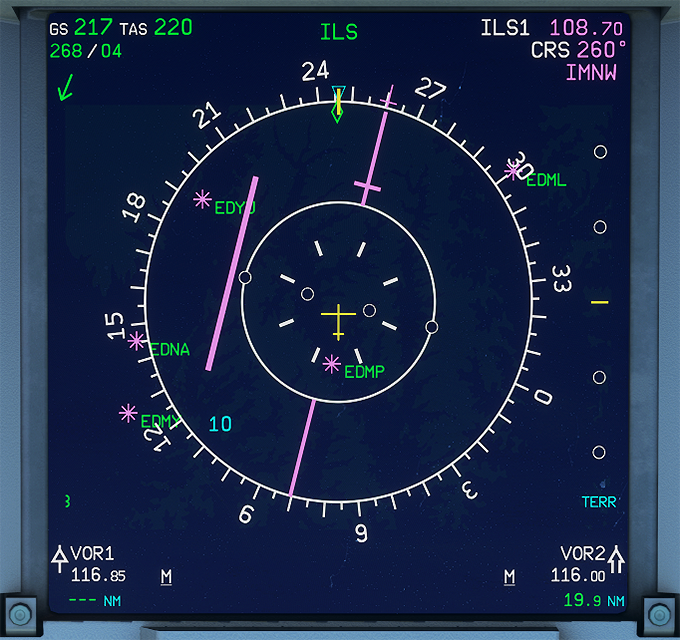 GS 217 TAS 220
268 / 04
ILS
ILS1 108.70
CRS 260°
IMNW
24
27
21
30
EDML
EDYU
18
33
15
EDNA
EDMP
0
EDMY
12
10
3
9
6
3
TERR
VOR1
116.85
M
--- NM
VOR2
M
116.00
19.9 NM